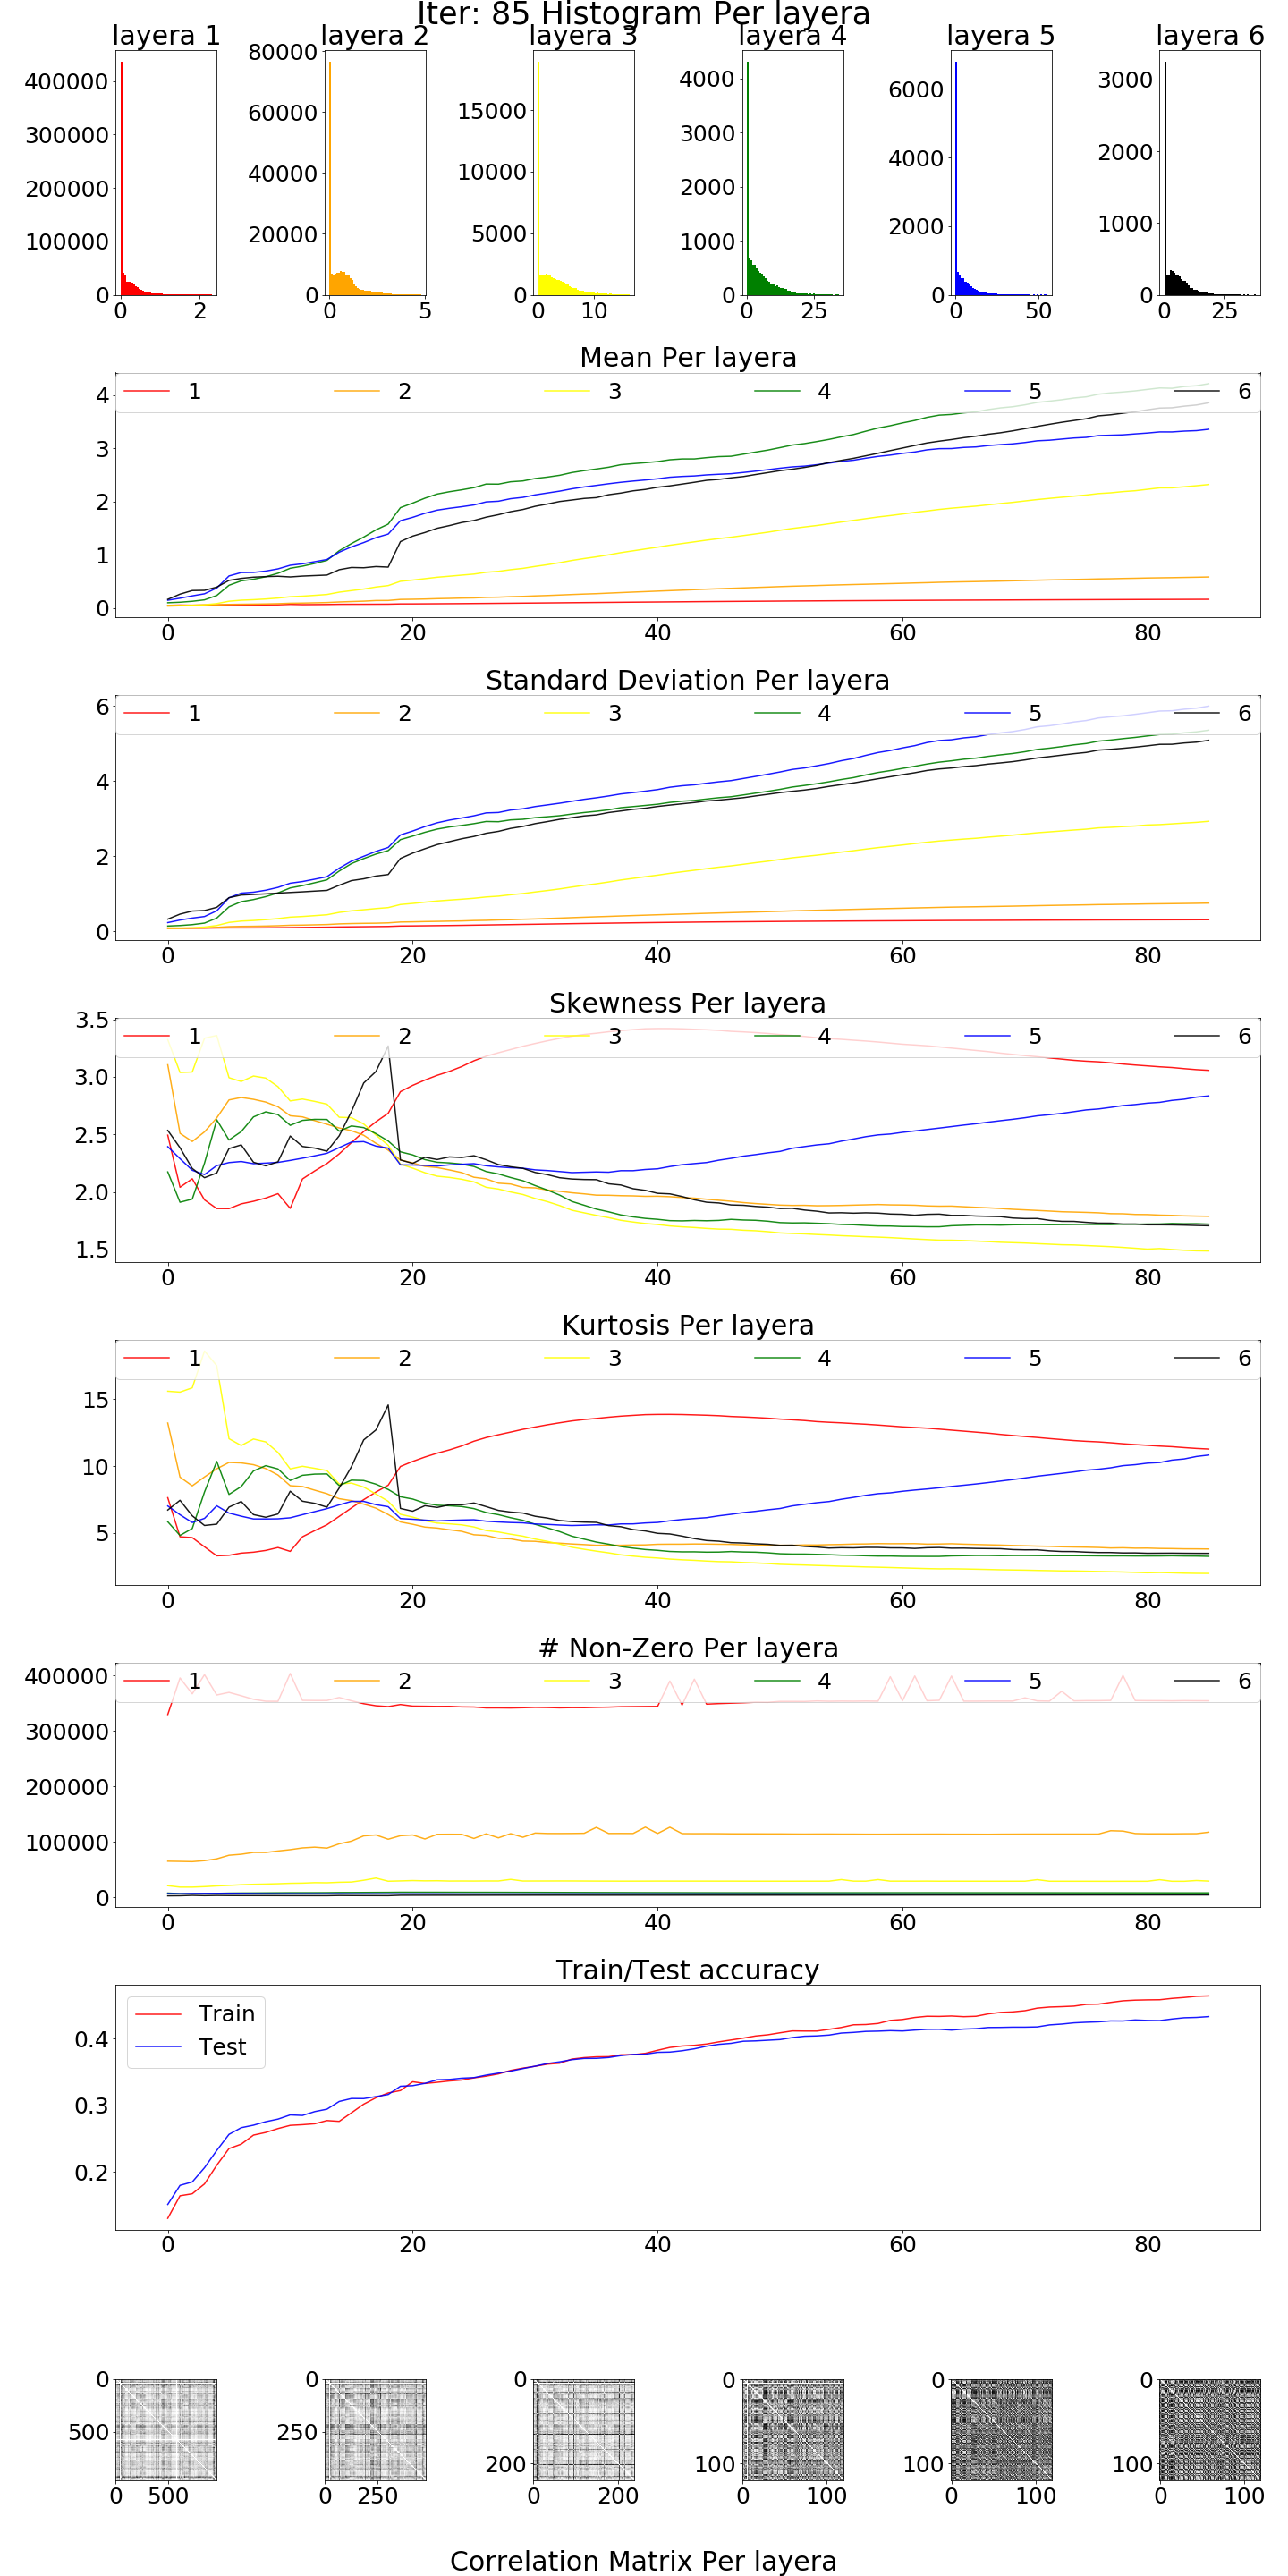 Iter: 85 Histogram Per layera
layera 1 layera 2 layera 3 layera 4 layera 5 layera 6
400000 300000 200000 100000 0
0 2
80000 60000 40000 20000 0
0 5
15000 10000 5000 0
0 10
4000 3000 2000 1000 0
0 25
6000 4000 2000 0
0 50
3000 2000 1000 0
0 25
Mean Per layera
1 2 3 4 5 6
4
3
2
1
0
0 20 40 60 80
Standard Deviation Per layera
1 2 3 4 5 6
6
4
2
0
0 20 40 60 80
Skewness Per layera
1 2 3 4 5 6
3.5
3.0
2.5
2.0
1.5
0 20 40 60 80
Kurtosis Per layera
1 2 3 4 5 6
15
10
5
0 20 40 60 80
# Non-Zero Per layera
1 2 3 4 5 6
400000
300000
200000
100000
0
0 20 40 60 80
Train/Test accuracy
Train
Test
0.4
0.3
0.2
0 20 40 60 80
0 500
0 500
0 250
0 250
0 200
0 200
0 100
0 100
0 100
0 100
0 100
0 100
Correlation Matrix Per layera